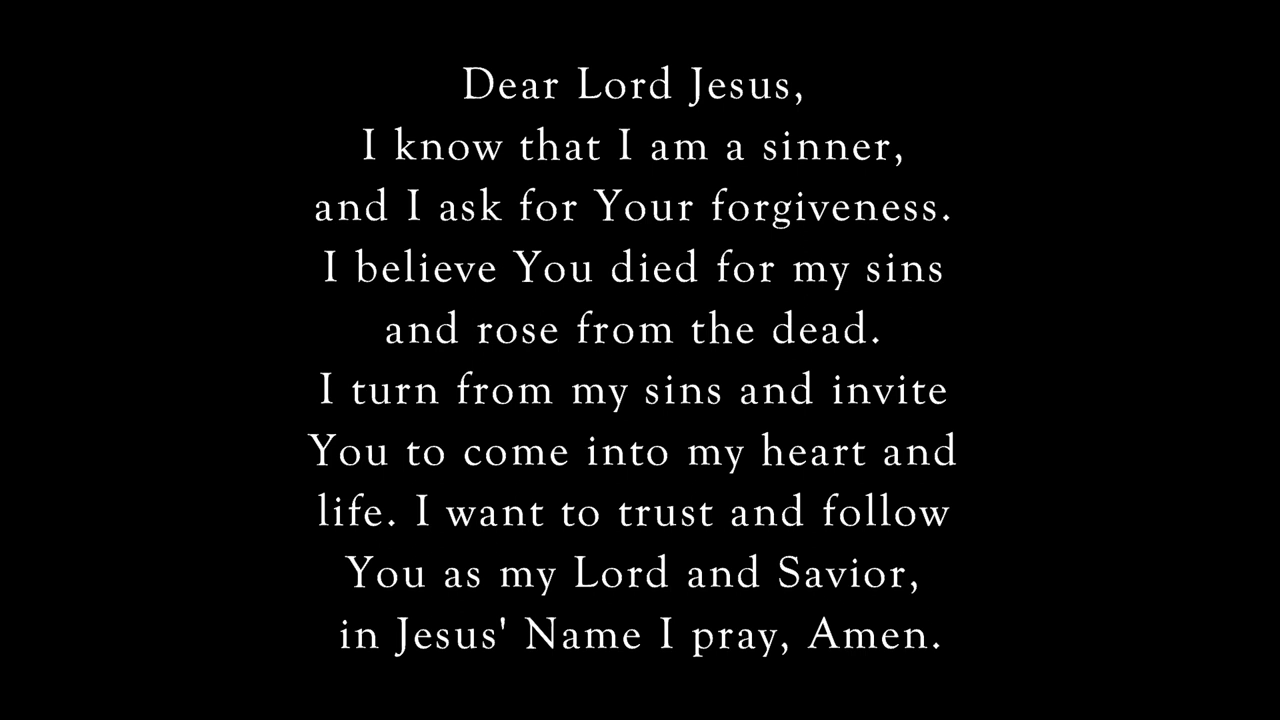 Dear Lord Jesus,
I know that I am a sinner,
and I ask for Your forgiveness.
I believe You died for my sins
and rose from the dead.
I turn from my sins and invite
You to come into my heart and
life. I want to trust and follow
You as my Lord and Savior,
in Jesus' Name I pray, Amen.